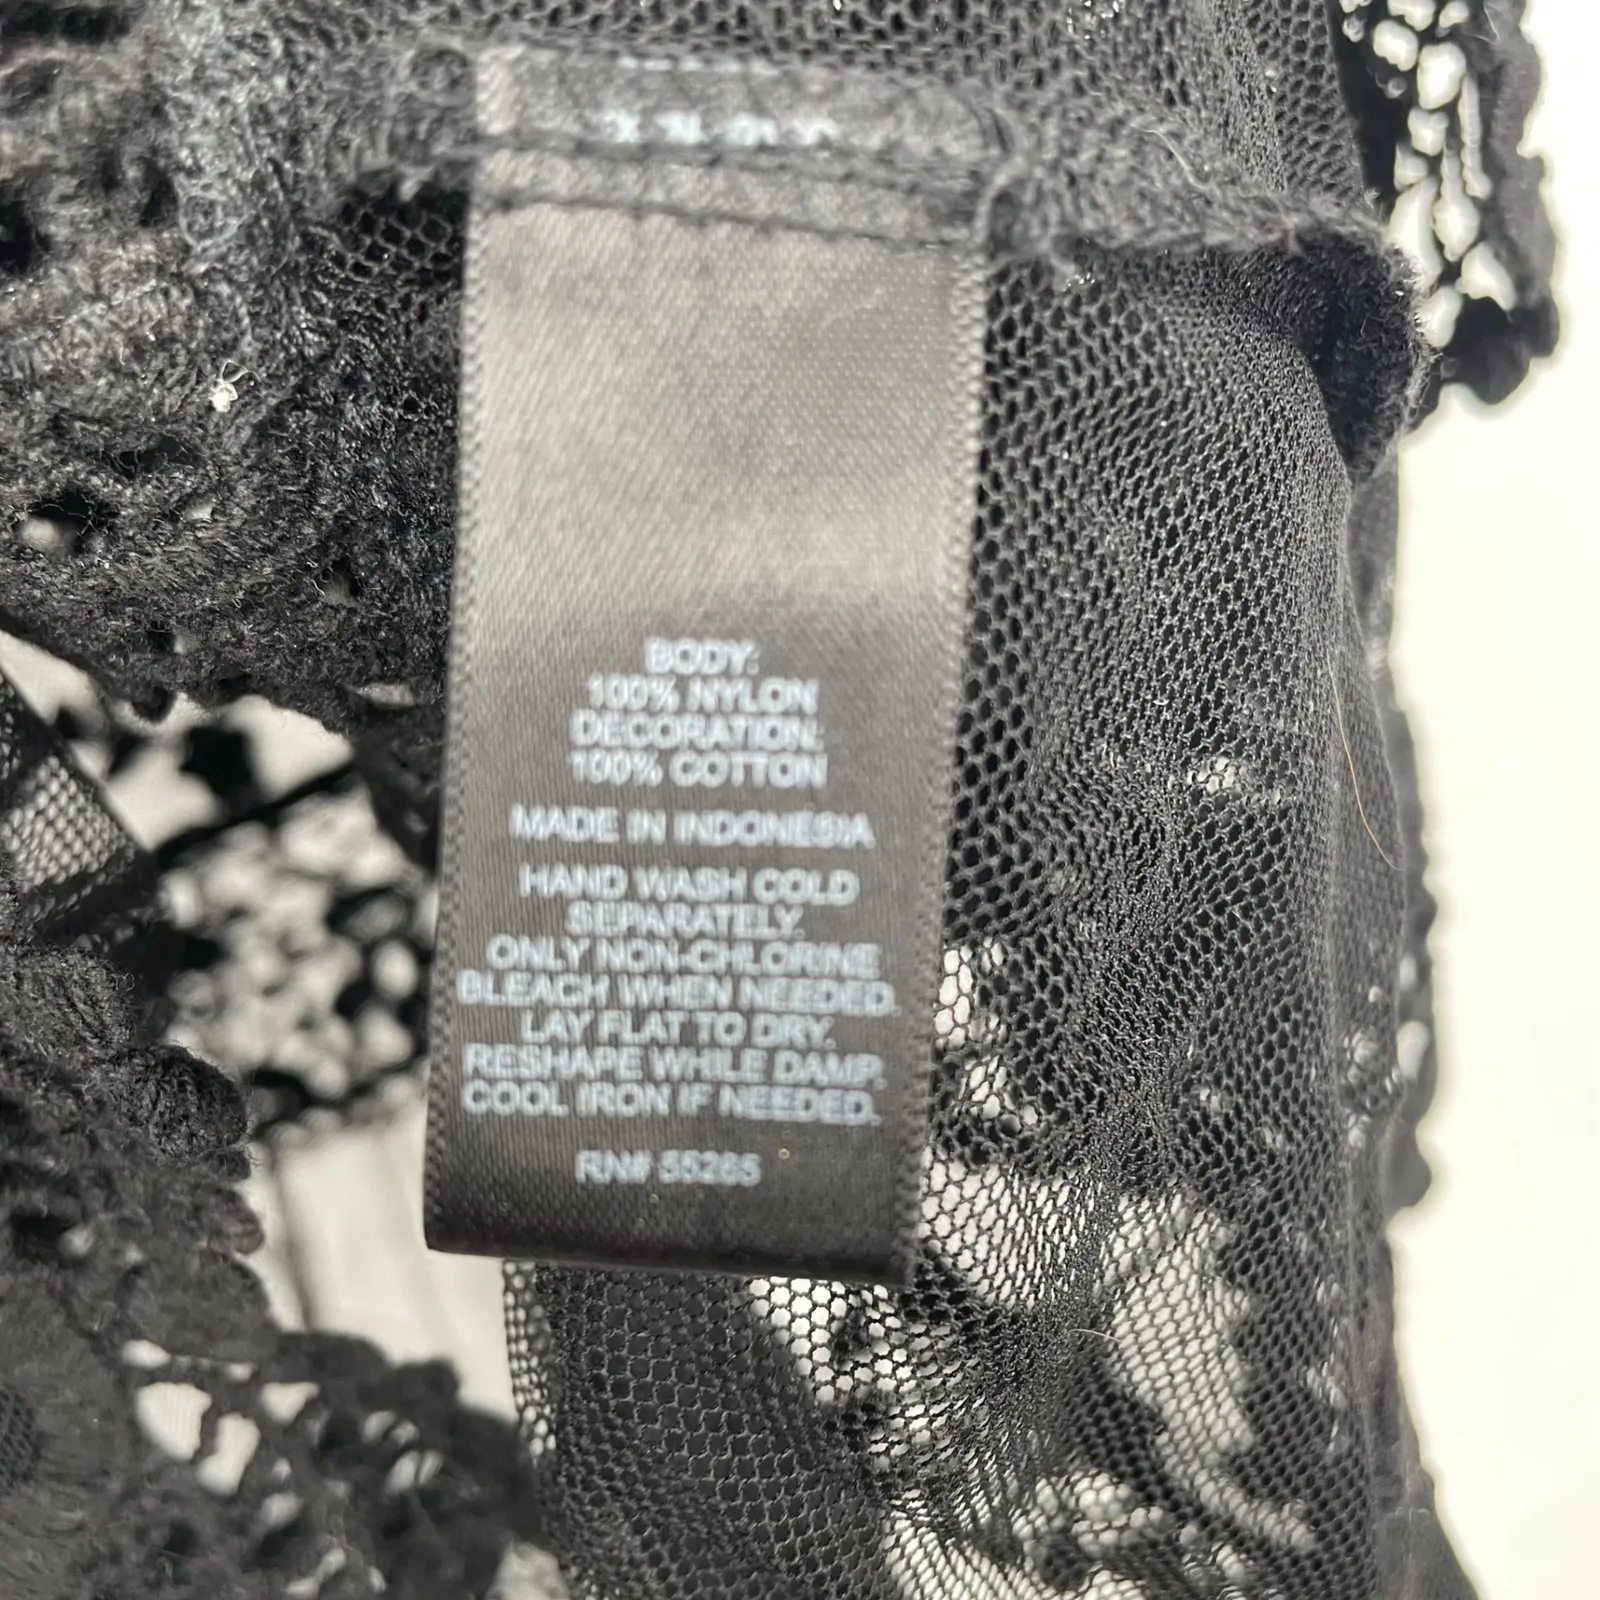 BODY:
100% NYLON
DECORATION:
100% COTTON
MADE IN INDONESIA
HAND WASH COLD
SEPARATELY.
ONLY NON-CHLORINE
BLEACH WHEN NEEDED.
LAY FLAT TO DRY.
RESHAPE WHILE DAMP.
COOL IRON IF NEEDED.
RN# 55285